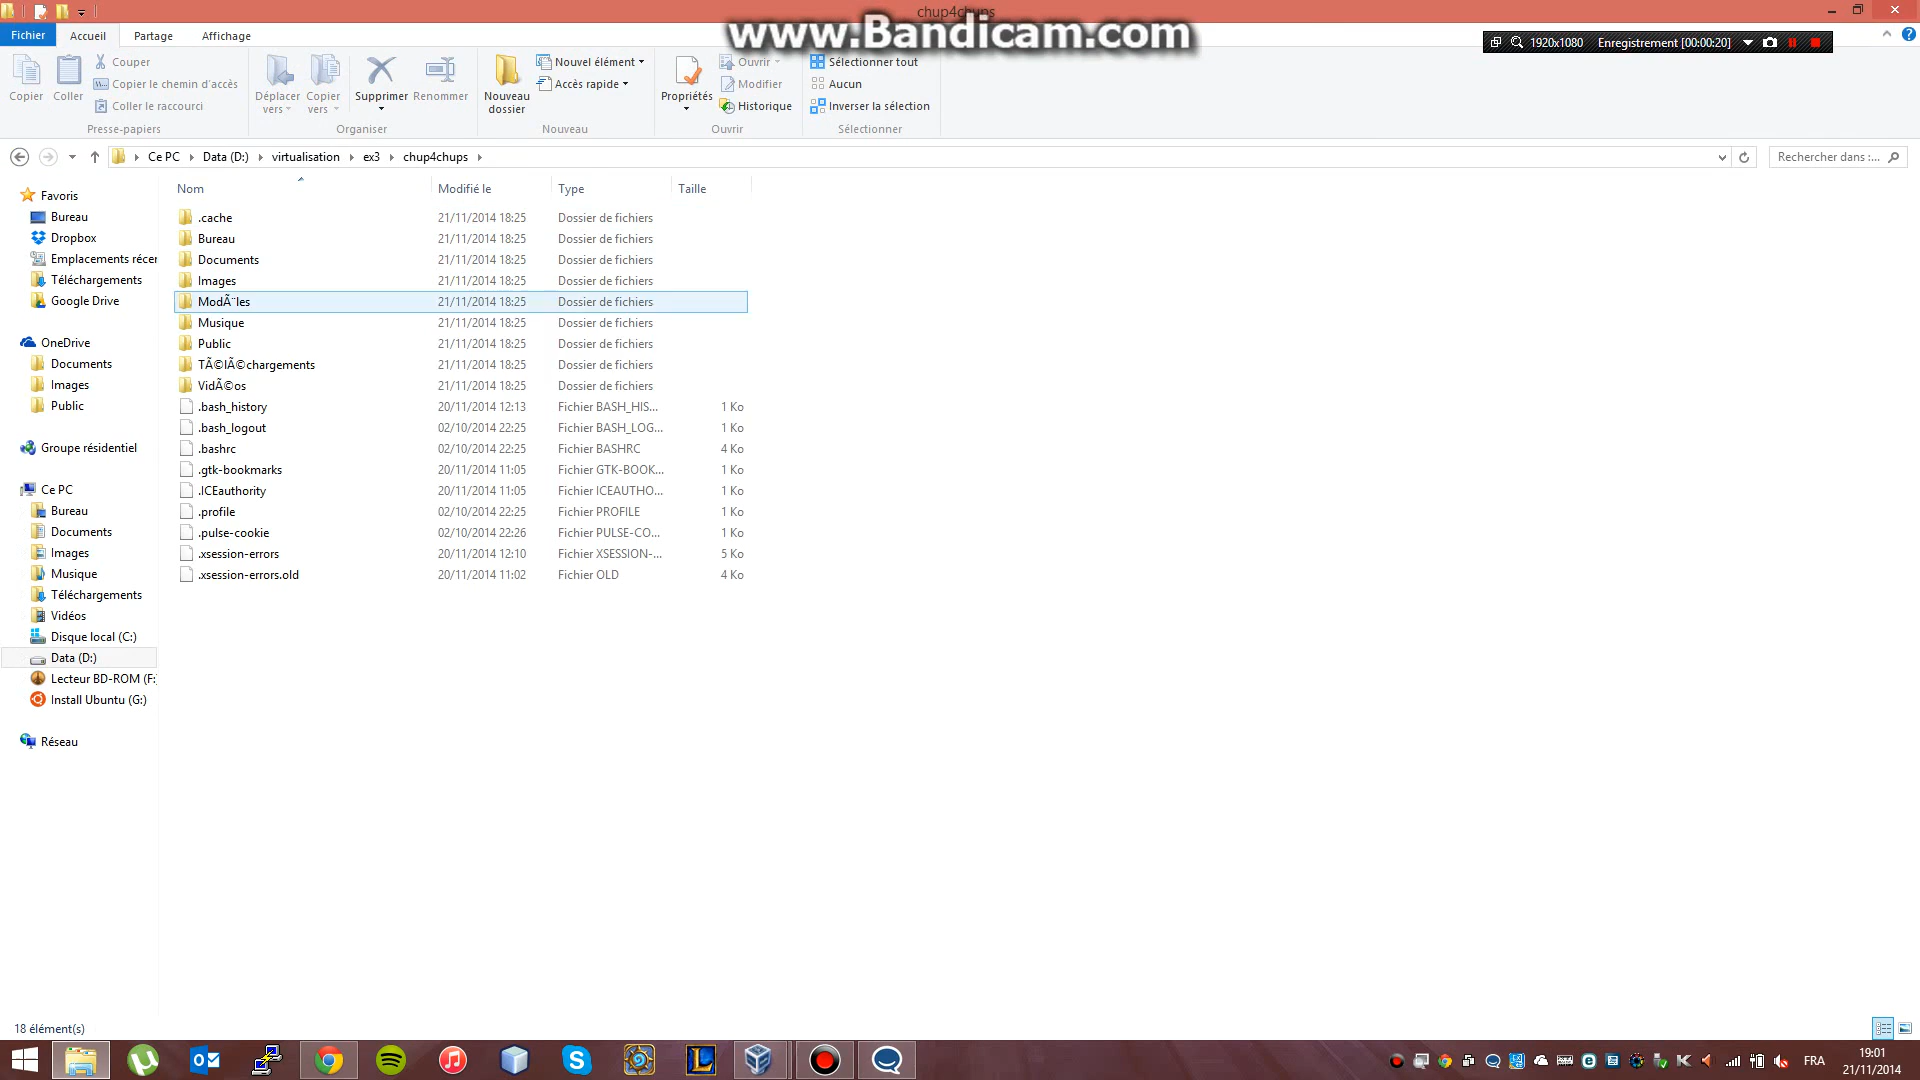 chup4chups
www.Bandicam.com
Fichier Accueil Partage Affichage
1920x1080 Enregistrement [00:00:20]
Copier
Coller
Couper
Copier le chemin d'accès
Coller le raccourci
Presse-papiers
Déplacer vers
Copier vers
Supprimer
Renommer
Organiser
Nouveau dossier
Nouvel élément
Accès rapide
Nouveau
Propriétés
Ouvrir
Modifier
Historique
Ouvrir
Sélectionner tout
Aucun
Inverser la sélection
Sélectionner
Ce PC Data (D:) virtualisation ex3 chup4chups
Rechercher dans :...
Favoris
Bureau
Dropbox
Emplacements récer
Téléchargements
Google Drive
OneDrive
Documents
Images
Public
Groupe résidentiel
Ce PC
Bureau
Documents
Images
Musique
Téléchargements
Vidéos
Disque local (C:)
Data (D:)
Lecteur BD-ROM (F:
Install Ubuntu (G:)
Réseau
Nom Modifié le Type Taille
.cache 21/11/2014 18:25 Dossier de fichiers
Bureau 21/11/2014 18:25 Dossier de fichiers
Documents 21/11/2014 18:25 Dossier de fichiers
Images 21/11/2014 18:25 Dossier de fichiers
ModÃ¨les 21/11/2014 18:25 Dossier de fichiers
Musique 21/11/2014 18:25 Dossier de fichiers
Public 21/11/2014 18:25 Dossier de fichiers
TÃ©lÃ©chargements 21/11/2014 18:25 Dossier de fichiers
VidÃ©os 21/11/2014 18:25 Dossier de fichiers
.bash_history 20/11/2014 12:13 Fichier BASH_HIS... 1 Ko
.bash_logout 02/10/2014 22:25 Fichier BASH_LOG... 1 Ko
.bashrc 02/10/2014 22:25 Fichier BASHRC 4 Ko
.gtk-bookmarks 20/11/2014 11:05 Fichier GTK-BOOK... 1 Ko
.ICEauthority 20/11/2014 11:05 Fichier ICEAUTHO... 1 Ko
.profile 02/10/2014 22:25 Fichier PROFILE 1 Ko
.pulse-cookie 02/10/2014 22:26 Fichier PULSE-CO... 1 Ko
.xsession-errors 20/11/2014 12:10 Fichier XSESSION-... 5 Ko
.xsession-errors.old 20/11/2014 11:02 Fichier OLD 4 Ko
18 élément(s)
FRA
19:01
21/11/2014